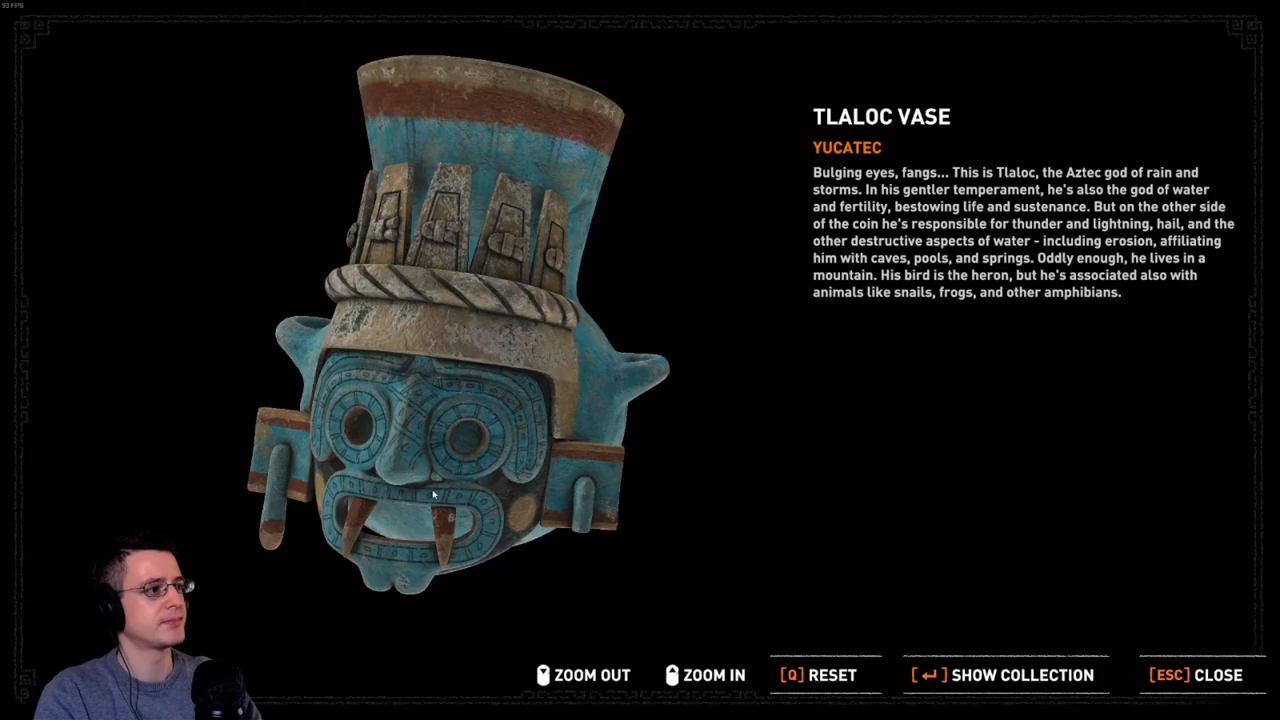 93 FPS
TLALOC VASE
YUCATEC
Bulging eyes, fangs... This is Tlaloc, the Aztec god of rain and
storms. In his gentler temperament, he's also the god of water
and fertility, bestowing life and sustenance. But on the other side
of the coin he's responsible for thunder and lightning, hail, and the
other destructive aspects of water - including erosion, affiliating
him with caves, pools, and springs. Oddly enough, he lives in a
mountain. His bird is the heron, but he's associated also with
animals like snails, frogs, and other amphibians.
ZOOM OUT ZOOM IN [Q] RESET [↵] SHOW COLLECTION [ESC] CLOSE